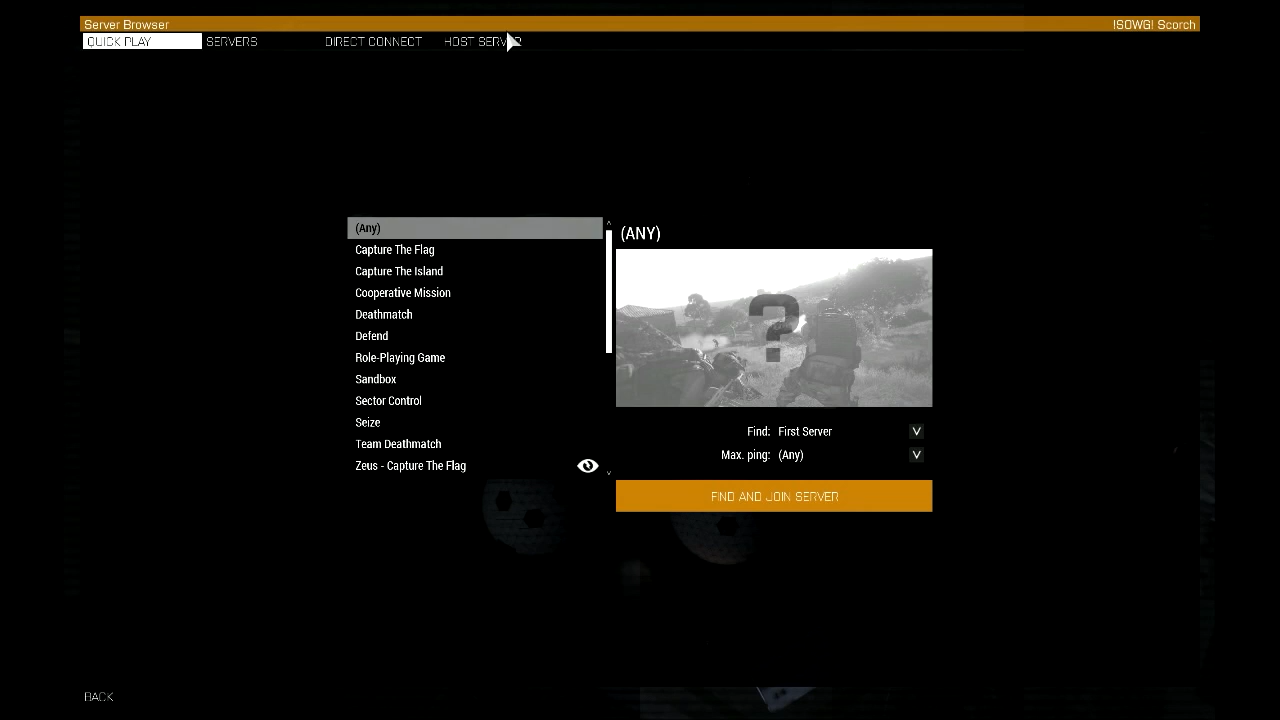 Server Browser !SOWG! Scorch
QUICK PLAY SERVERS DIRECT CONNECT HOST SERVER
(Any)
Capture The Flag
Capture The Island
Cooperative Mission
Deathmatch
Defend
Role-Playing Game
Sandbox
Sector Control
Seize
Team Deathmatch
Zeus - Capture The Flag
(ANY)
?
Find: First Server
Max. ping: (Any)
FIND AND JOIN SERVER
BACK